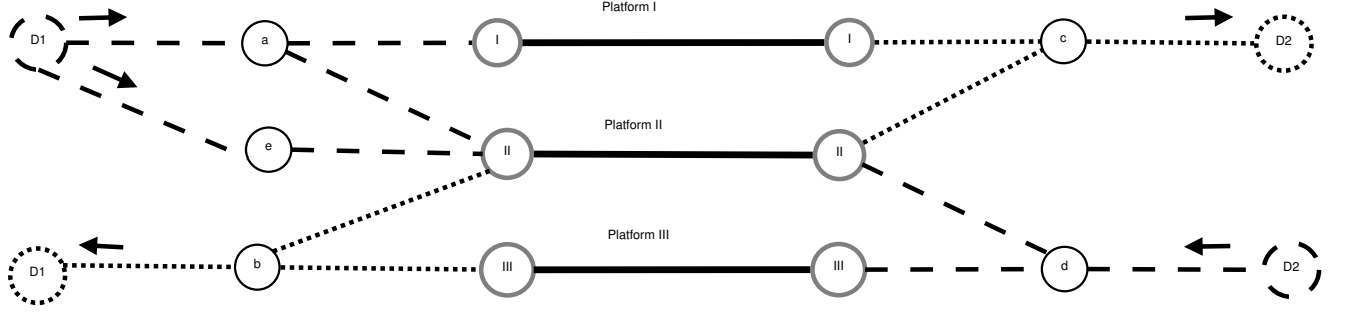 Platform I
D1
a
I
I
c
D2
Platform II
e
II
II
Platform III
D1
b
III
III
d
D2